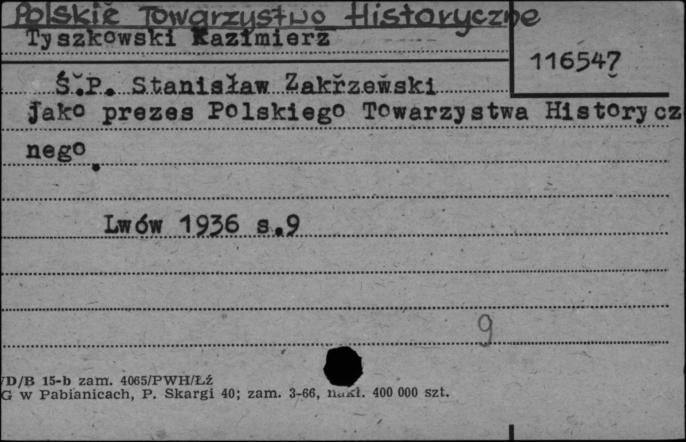 Polskie Towarzystwo Historyczne
Tyszkowski Kazimierz
116547
Ś.P. Stanisław Zakrzewski
jako prezes Polskiego Towarzystwa Historycz
nego.
Lwów 1936 s.9
9
/D/B 15-b zam. 4065/PWH/Łź
G w Pabianicach, P. Skargi 40; zam. 3-66, nakł. 400 000 szt.